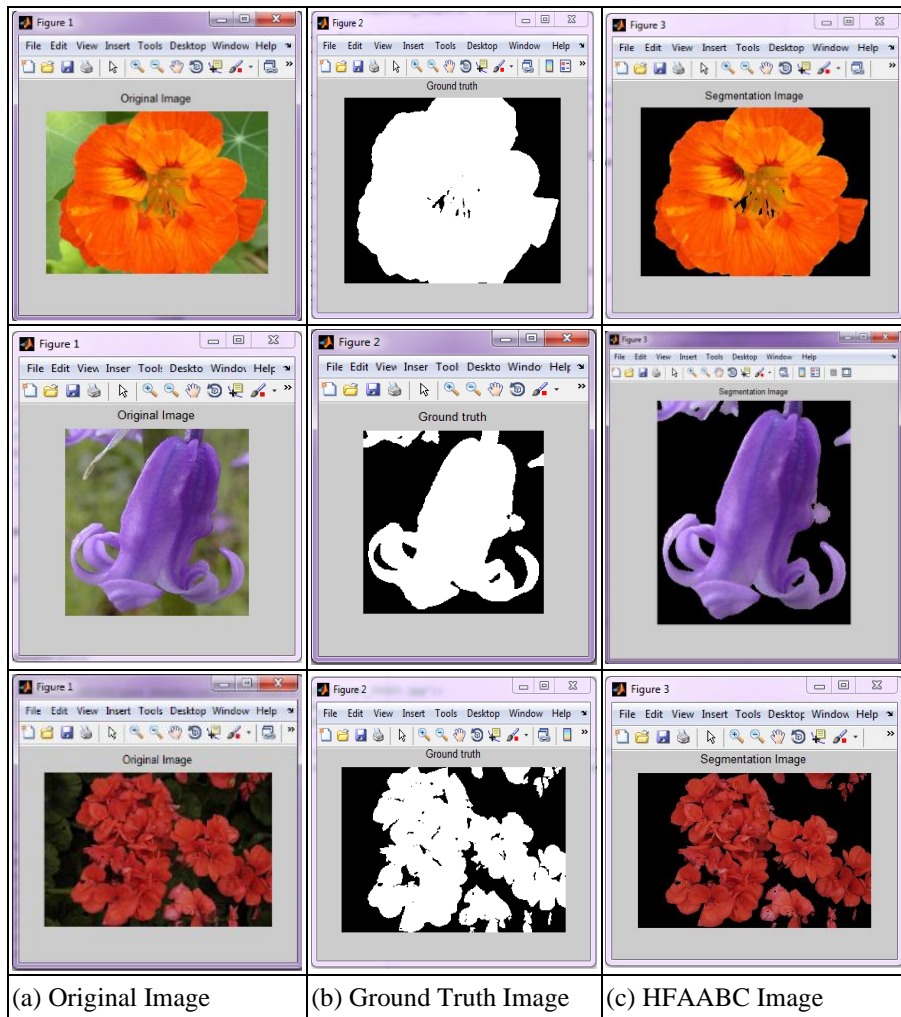 Figure 1
File Edit View Insert Tools Desktop Window Help
Original Image
Figure 2
File Edit View Insert Tools Desktop Window Help
Ground truth
Figure 3
File Edit View Insert Tools Desktop Window Help
Segmentation Image
Figure 1
File Edit View Inser Tool: Deskto Window Help
Original Image
Figure 2
File Edit View Inser Tool Deskto Windo Help
Ground truth
Figure 3
File Edit View Insert Tools Desktop Window Help
Segmentation Image
Figure 1
File Edit View Insert Tools Desktop Window Help
Original Image
Figure 2
File Edit View Insert Tools Desktop Window Help
Ground truth
Figure 3
File Edit View Insert Tools Desktop Window Help
Segmentation Image
(a) Original Image
(b) Ground Truth Image
(c) HFAABC Image